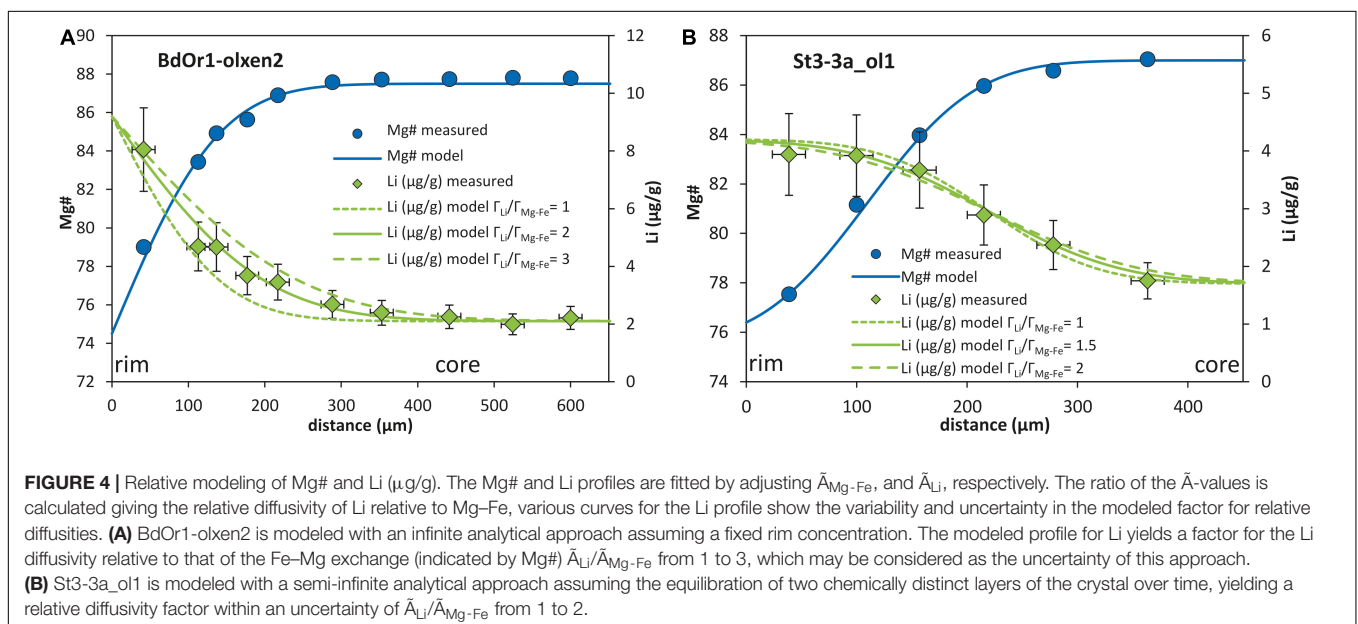 A
BdOr1-olxen2
90
88
86
84
82
80
78
76
74
72
Mg#
12
10
8
6
4
2
0
Li (µg/g)
Mg# measured
Mg# model
Li (µg/g) measured
Li (µg/g) model ΓLi/ΓMg-Fe= 1
Li (µg/g) model ΓLi/ΓMg-Fe= 2
Li (µg/g) model ΓLi/ΓMg-Fe= 3
rim
core
0 100 200 300 400 500 600
distance (µm)
B
St3-3a_ol1
88
86
84
82
80
78
76
74
Mg#
6
5
4
3
2
1
0
Li (µg/g)
Mg# measured
Mg# model
Li (µg/g) measured
Li (µg/g) model ΓLi/ΓMg-Fe= 1
Li (µg/g) model ΓLi/ΓMg-Fe= 1.5
Li (µg/g) model ΓLi/ΓMg-Fe= 2
rim
core
0 100 200 300 400
distance (µm)
FIGURE 4 | Relative modeling of Mg# and Li (µg/g). The Mg# and Li profiles are fitted by adjusting ÃMg-Fe, and ÃLi, respectively. The ratio of the Ã-values is
calculated giving the relative diffusivity of Li relative to Mg–Fe, various curves for the Li profile show the variability and uncertainty in the modeled factor for relative
diffusities. (A) BdOr1-olxen2 is modeled with an infinite analytical approach assuming a fixed rim concentration. The modeled profile for Li yields a factor for the Li
diffusivity relative to that of the Fe–Mg exchange (indicated by Mg#) ÃLi/ÃMg-Fe from 1 to 3, which may be considered as the uncertainty of this approach.
(B) St3-3a_ol1 is modeled with a semi-infinite analytical approach assuming the equilibration of two chemically distinct layers of the crystal over time, yielding a
relative diffusivity factor within an uncertainty of ÃLi/ÃMg-Fe from 1 to 2.